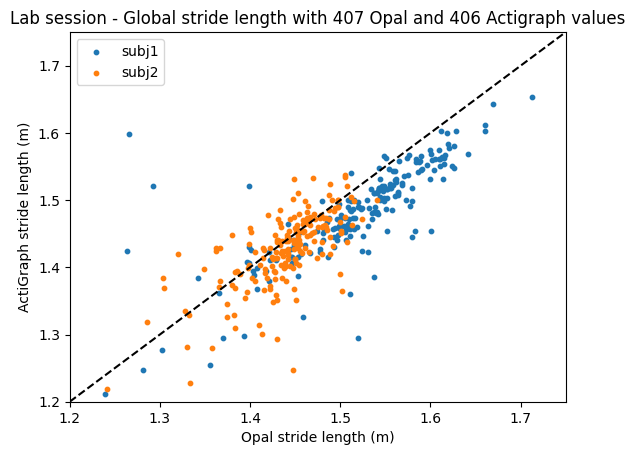 Lab session - Global stride length with 407 Opal and 406 Actigraph values
subj1
subj2
ActiGraph stride length (m)
1.7
1.6
1.5
1.4
1.3
1.2
1.2
1.3
1.4
1.5
1.6
1.7
Opal stride length (m)